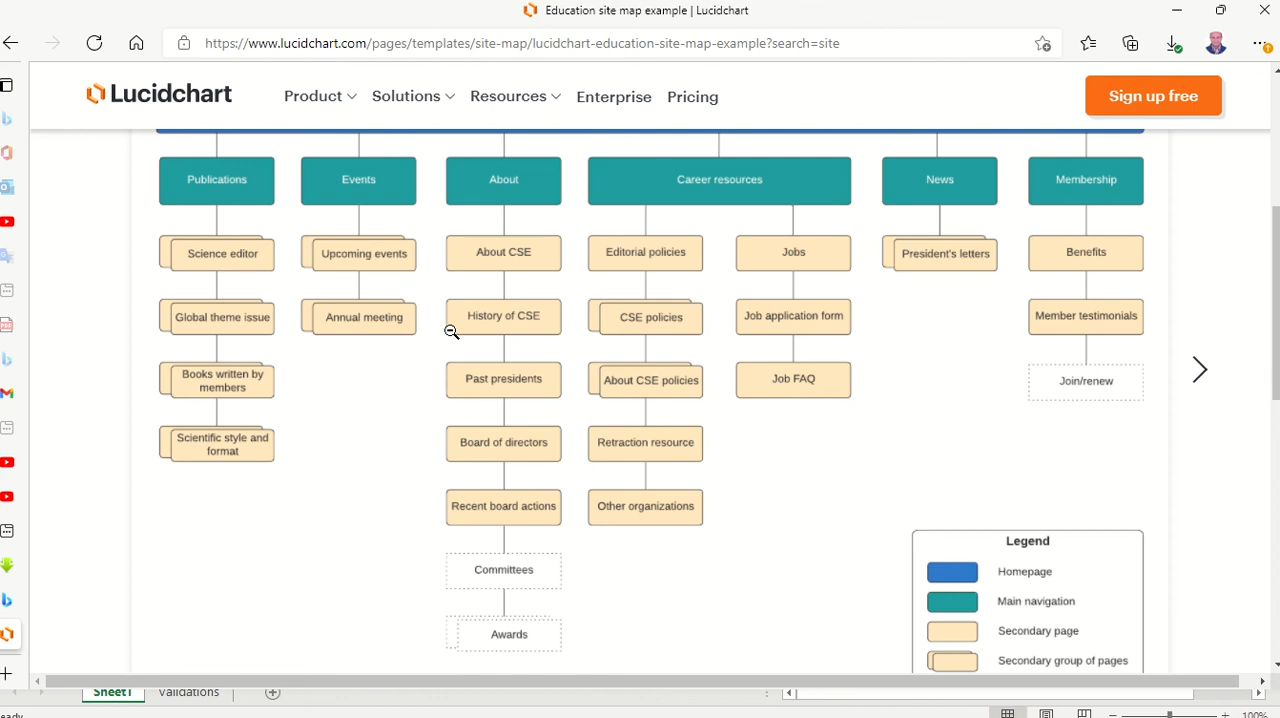 Education site map example | Lucidchart
https://www.lucidchart.com/pages/templates/site-map/lucidchart-education-site-map-example?search=site
Lucidchart
Product
Solutions
Resources
Enterprise
Pricing
Sign up free
Publications
Events
About
Career resources
News
Membership
Science editor
Upcoming events
About CSE
Editorial policies
Jobs
President's letters
Benefits
Global theme issue
Annual meeting
History of CSE
CSE policies
Job application form
Member testimonials
Books written by
members
Past presidents
About CSE policies
Job FAQ
Join/renew
Scientific style and
format
Board of directors
Retraction resource
Recent board actions
Other organizations
Committees
Awards
Legend
Homepage
Main navigation
Secondary page
Secondary group of pages
Sheet1
Validations
eady
100%